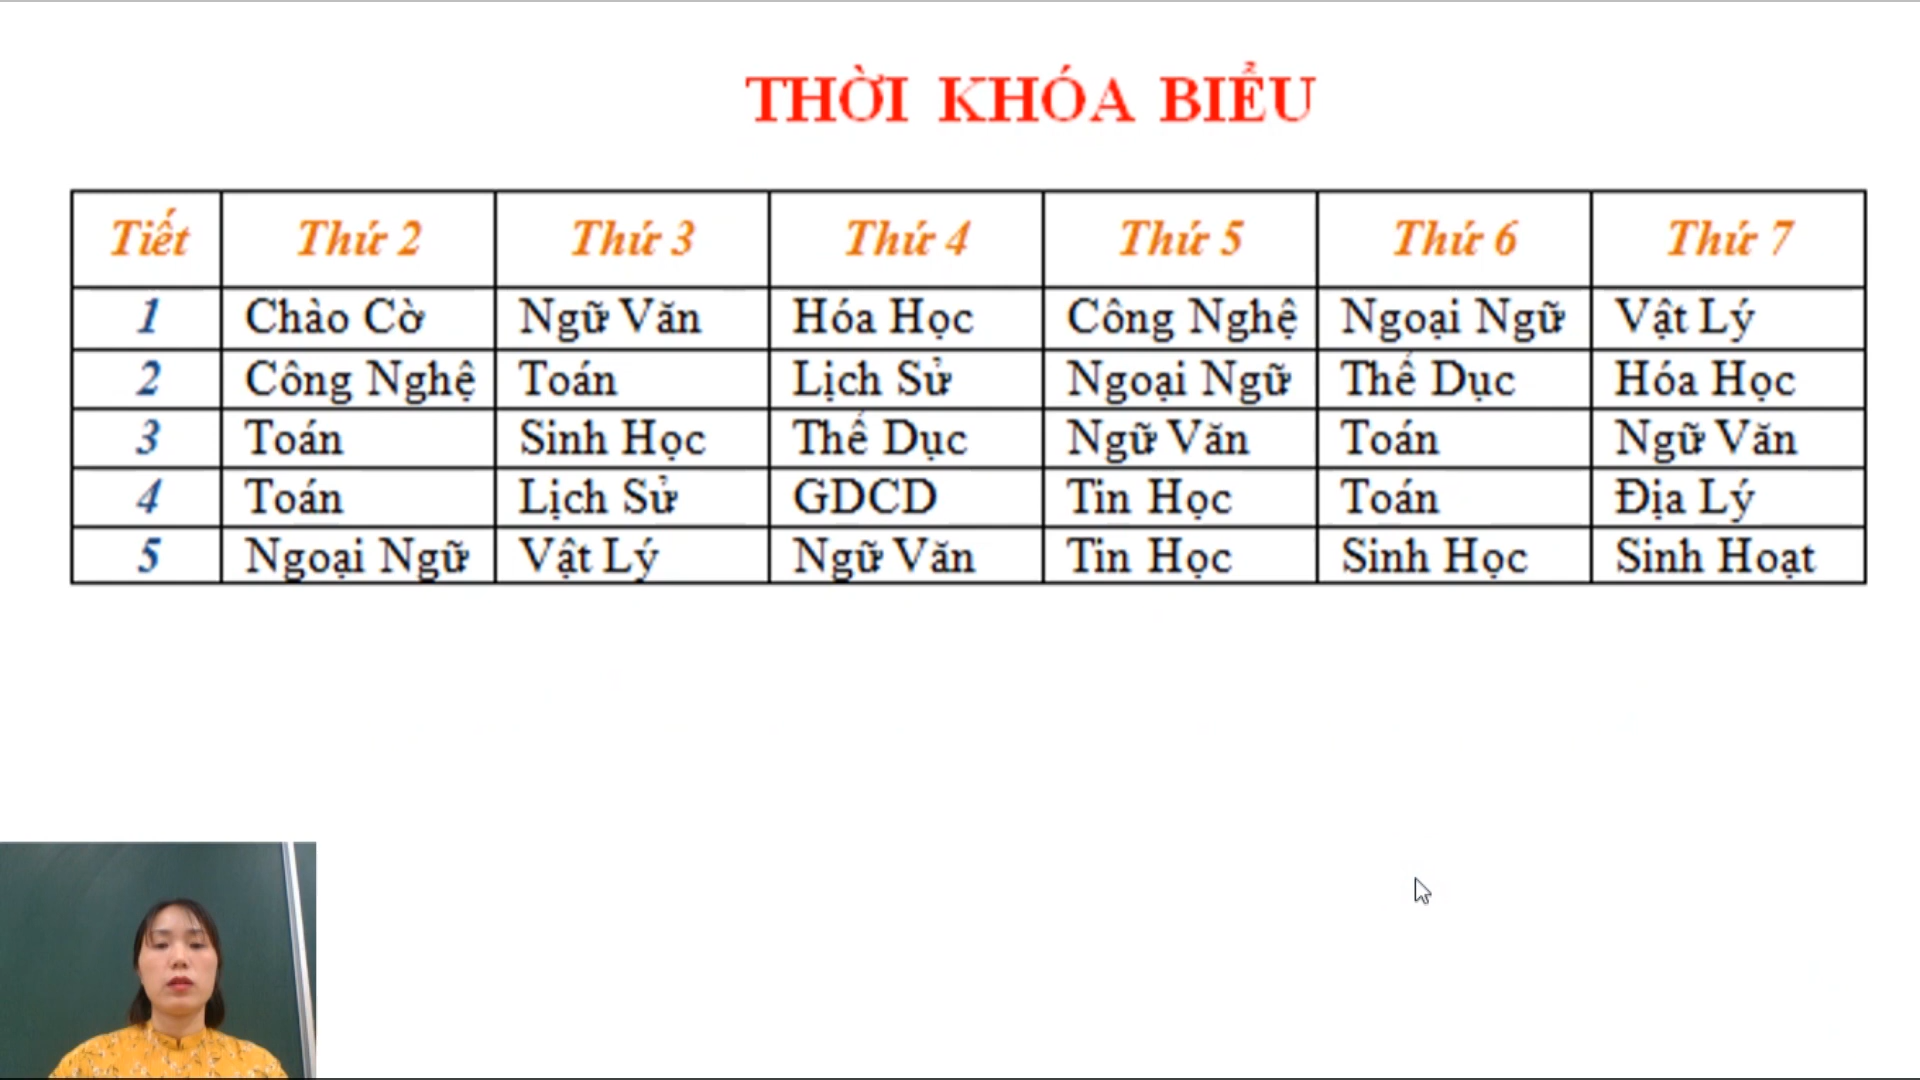 THỜI KHÓA BIỂU
Tiết Thứ 2 Thứ 3 Thứ 4 Thứ 5 Thứ 6 Thứ 7
1 Chào Cờ Ngữ Văn Hóa Học Công Nghệ Ngoại Ngữ Vật Lý
2 Công Nghệ Toán Lịch Sử Ngoại Ngữ Thể Dục Hóa Học
3 Toán Sinh Học Thể Dục Ngữ Văn Toán Ngữ Văn
4 Toán Lịch Sử GDCD Tin Học Toán Địa Lý
5 Ngoại Ngữ Vật Lý Ngữ Văn Tin Học Sinh Học Sinh Hoạt